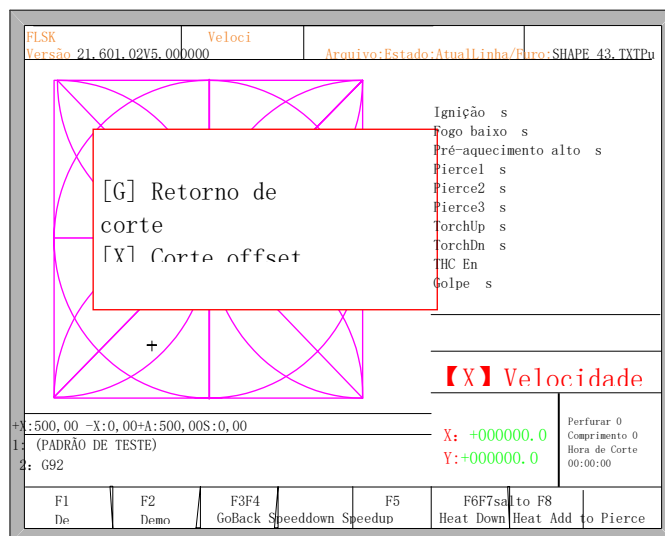 FLSK
Veloci
Versão 21.601.02V5.000000
Arquivo:Estado:AtualLinha/Furo:SHAPE 43.TXTPu
Ignição s
Fogo baixo s
Pré-aquecimento alto s
Pierce1 s
Pierce2 s
Pierce3 s
TorchUp s
TorchDn s
THC En
Golpe s
[G] Retorno de
corte
[X] Corte offset
【X】Velocidade
+X:500,00 -X:0,00+A:500,00S:0,00
1: (PADRÃO DE TESTE)
2: G92
X: +000000.0
Y:+000000.0
Perfurar 0
Comprimento 0
Hora de Corte
00:00:00
F1 F2 F3F4 F5 F6F7salto F8
De Demo GoBack Speeddown Speedup Heat Down Heat Add to Pierce